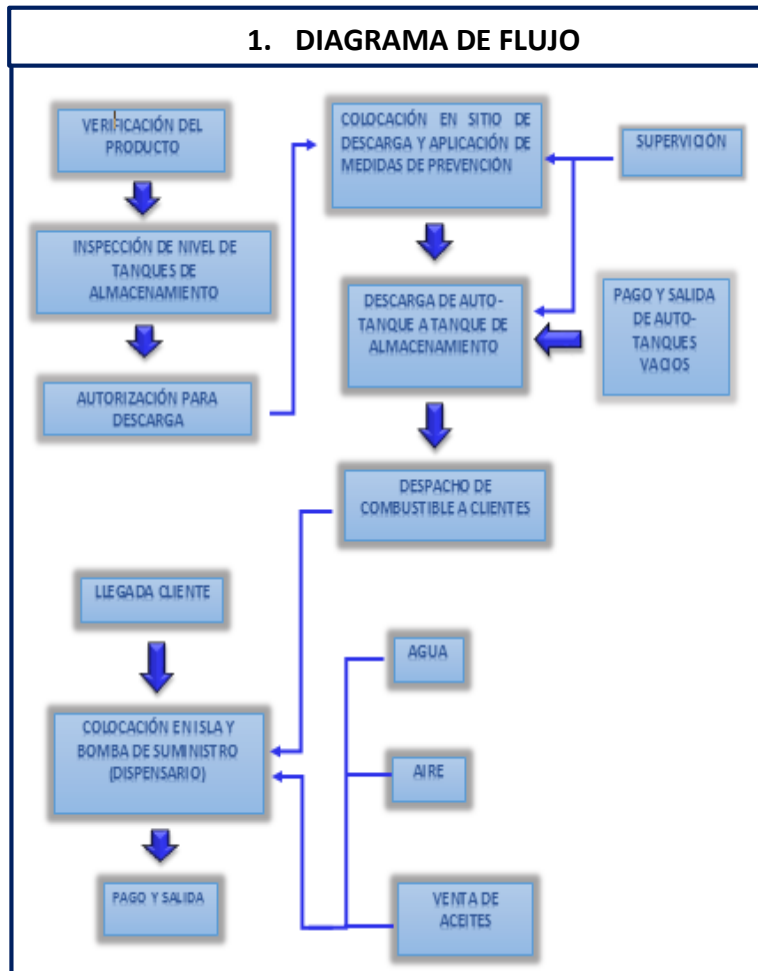 1. DIAGRAMA DE FLUJO
VERIFICACIÓN DEL
PRODUCTO
INSPECCIÓN DE NIVEL DE
TANQUES DE
ALMACENAMIENTO
AUTORIZACIÓN PARA
DESCARGA
COLOCACIÓN EN SITIO DE
DESCARGA Y APLICACIÓN DE
MEDIDAS DE PREVENCIÓN
SUPERVICIÓN
DESCARGA DE AUTO-
TANQUE A TANQUE DE
ALMACENAMIENTO
PAGO Y SALIDA
DE AUTO-
TANQUES
VACIOS
DESPACHO DE
COMBUSTIBLE A CLIENTES
LLEGADA CLIENTE
COLOCACIÓN EN ISLA Y
BOMBA DE SUMINISTRO
(DISPENSARIO)
PAGO Y SALIDA
AGUA
AIRE
VENTA DE
ACEITES